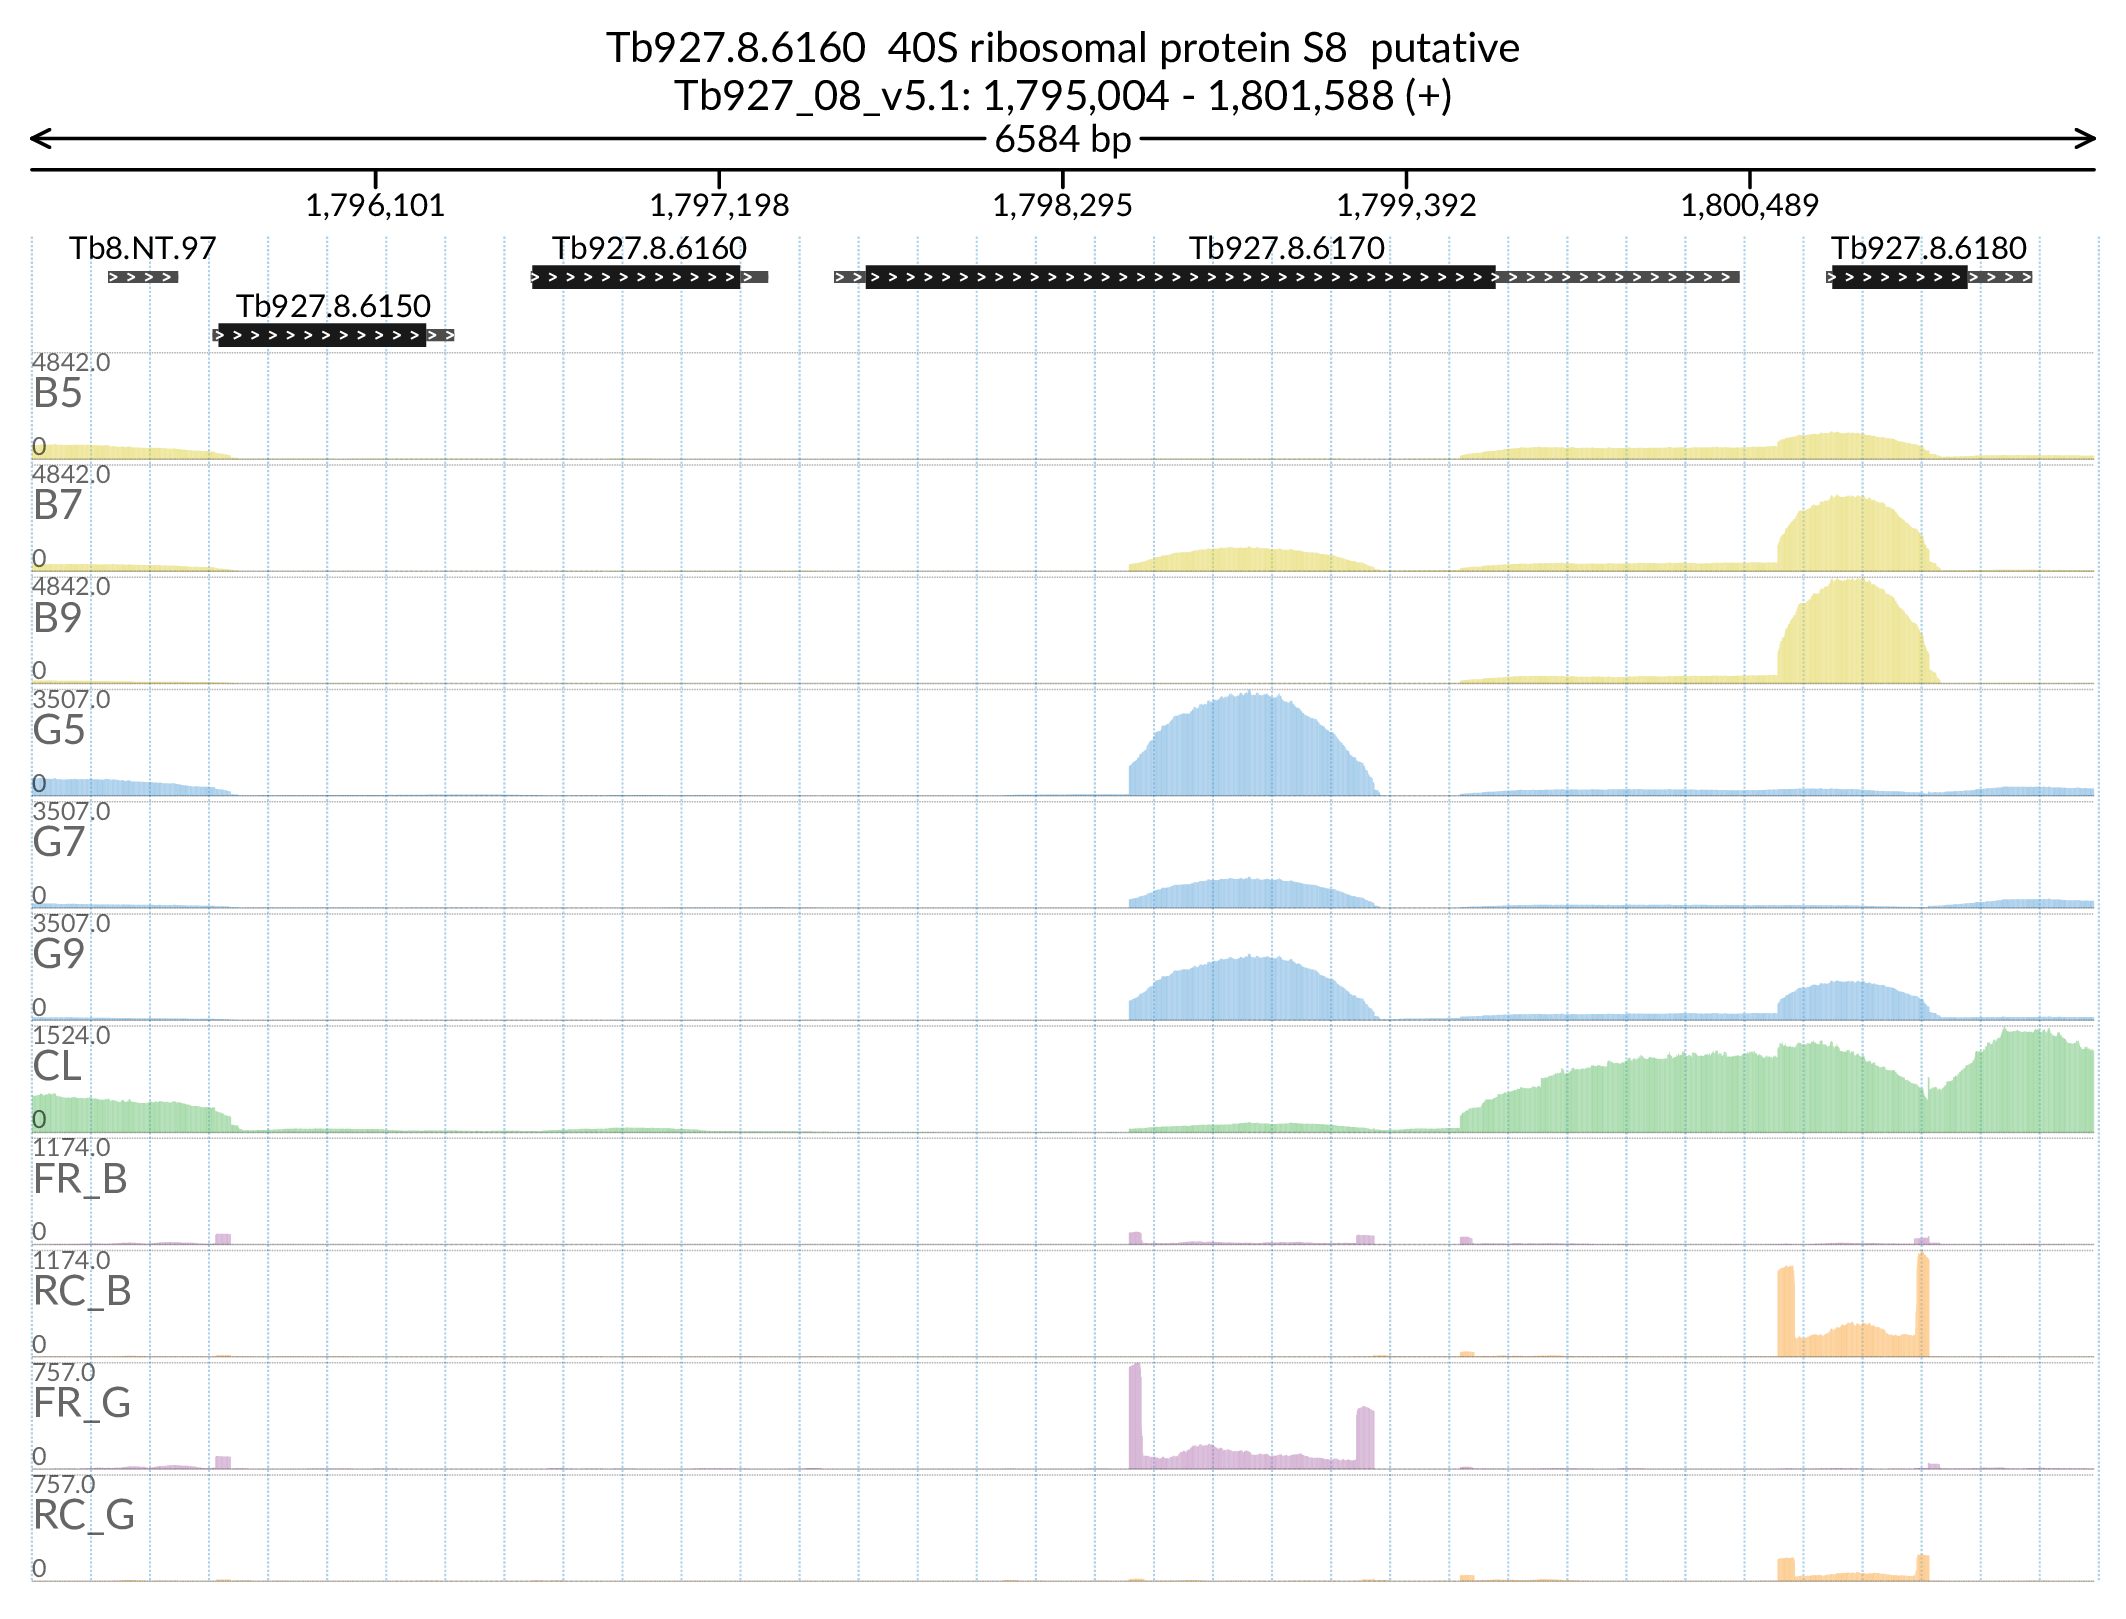 Tb927.8.6160  40S ribosomal protein S8  putative
Tb927_08_v5.1: 1,795,004 - 1,801,588 (+)
6584 bp
1,796,101 1,797,198 1,798,295 1,799,392 1,800,489
Tb8.NT.97 Tb927.8.6160 Tb927.8.6170 Tb927.8.6180
Tb927.8.6150
4842.0
B5
0
4842.0
B7
0
4842.0
B9
0
3507.0
G5
0
3507.0
G7
0
3507.0
G9
0
1524.0
CL
0
1174.0
FR_B
0
1174.0
RC_B
0
757.0
FR_G
0
757.0
RC_G
0